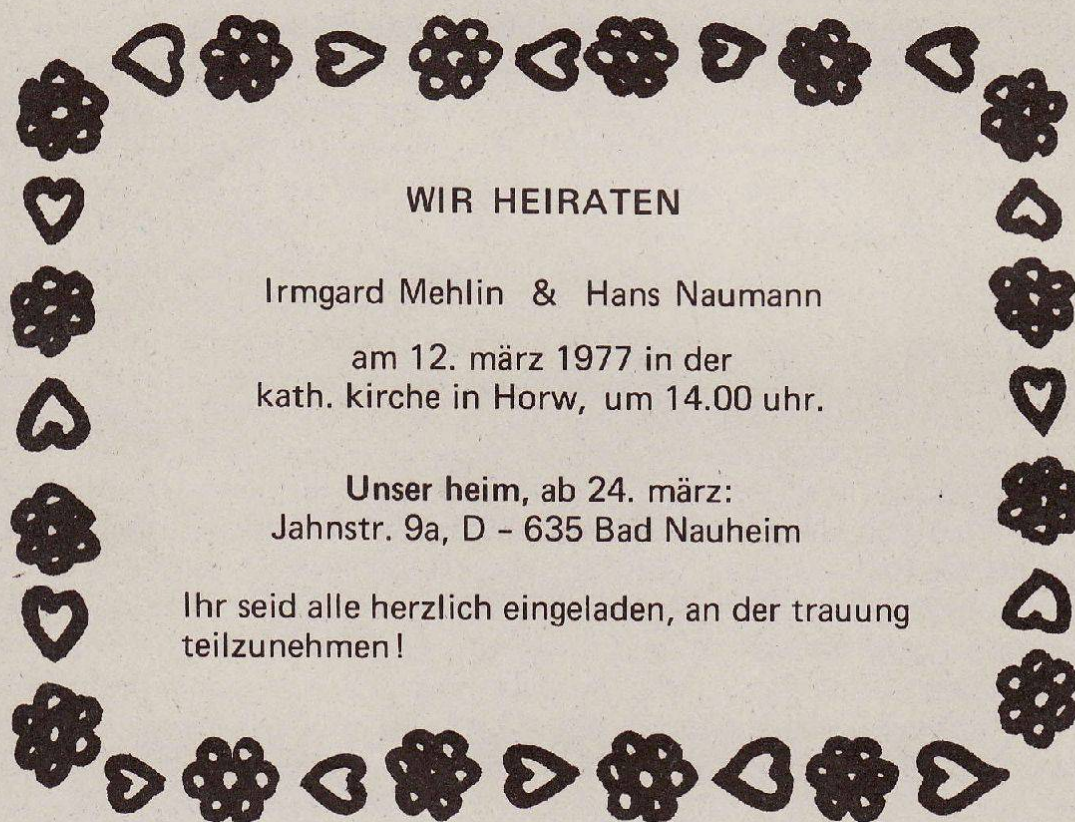 WIR HEIRATEN
Irmgard Mehlin & Hans Naumann
am 12. märz 1977 in der
kath. kirche in Horw, um 14.00 uhr.
Unser heim, ab 24. märz:
Jahnstr. 9a, D – 635 Bad Nauheim
Ihr seid alle herzlich eingeladen, an der trauung
teilzunehmen!